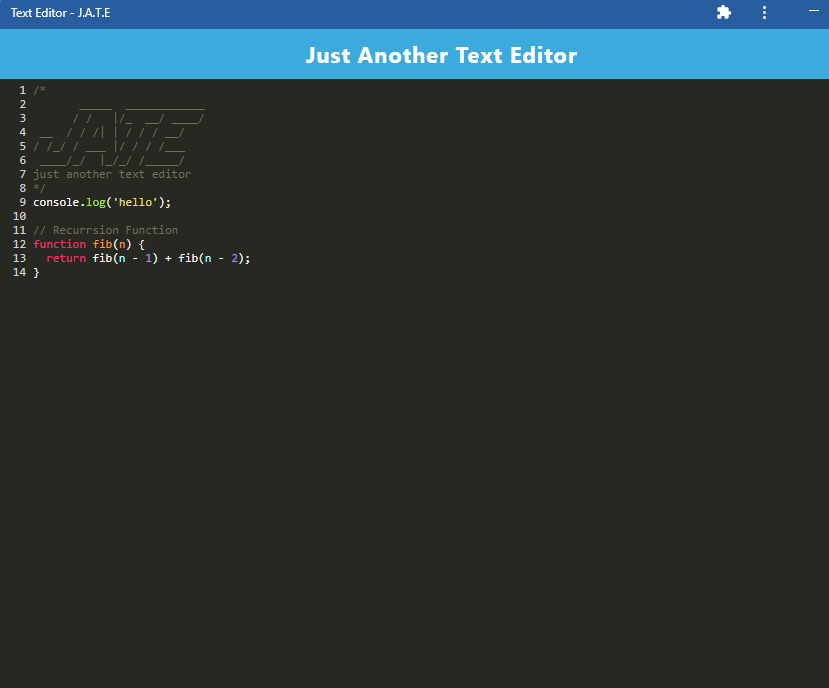 Text Editor - J.A.T.E
Just Another Text Editor
1 /*
2        _____  ____________
3       / /   |/_  __/ ____/
4  __  / / /| | / / / __/
5 / /_/ / ___ |/ / / /___
6  ____/_/  |_/_/ /_____/
7 just another text editor
8 */
9 console.log('hello');
10
11 // Recurrsion Function
12 function fib(n) {
13   return fib(n - 1) + fib(n - 2);
14 }